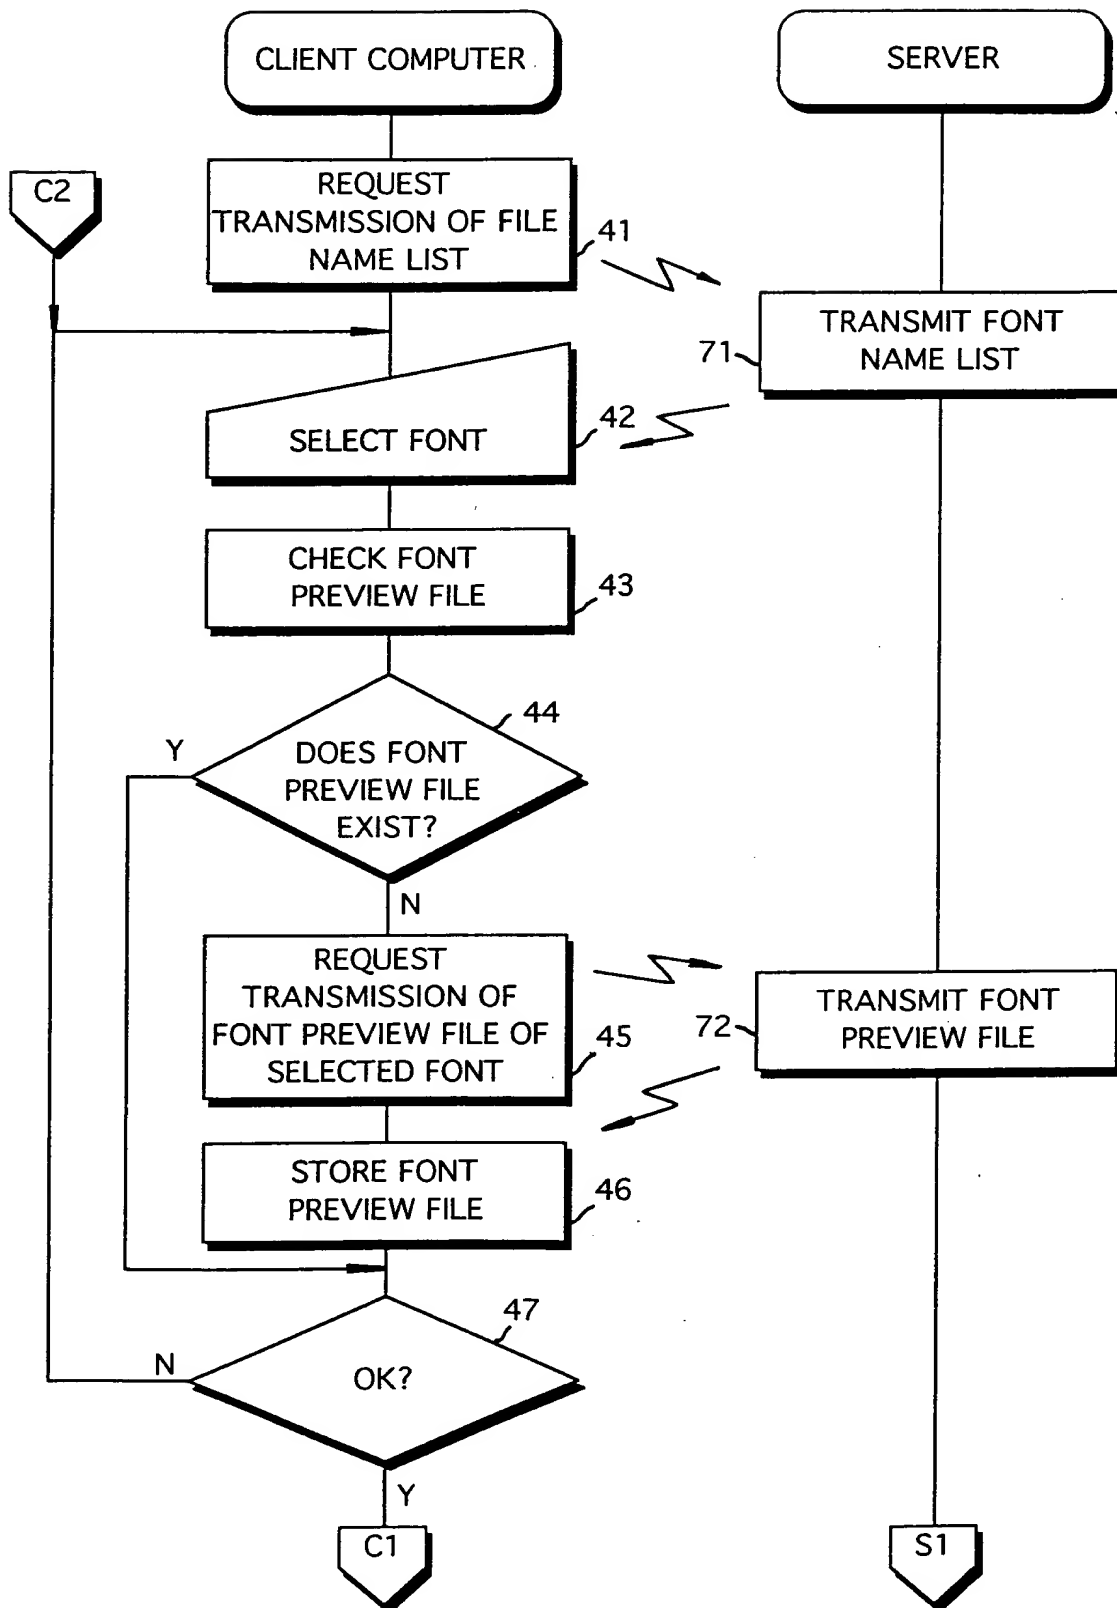 CLIENT COMPUTER
SERVER
C2
REQUEST
TRANSMISSION OF FILE
NAME LIST
41
TRANSMIT FONT
NAME LIST
71
SELECT FONT
42
CHECK FONT
PREVIEW FILE
43
44
Y
DOES FONT
PREVIEW FILE
EXIST?
N
REQUEST
TRANSMISSION OF
FONT PREVIEW FILE OF
SELECTED FONT
45
TRANSMIT FONT
PREVIEW FILE
72
STORE FONT
PREVIEW FILE
46
47
N
OK?
Y
C1
S1